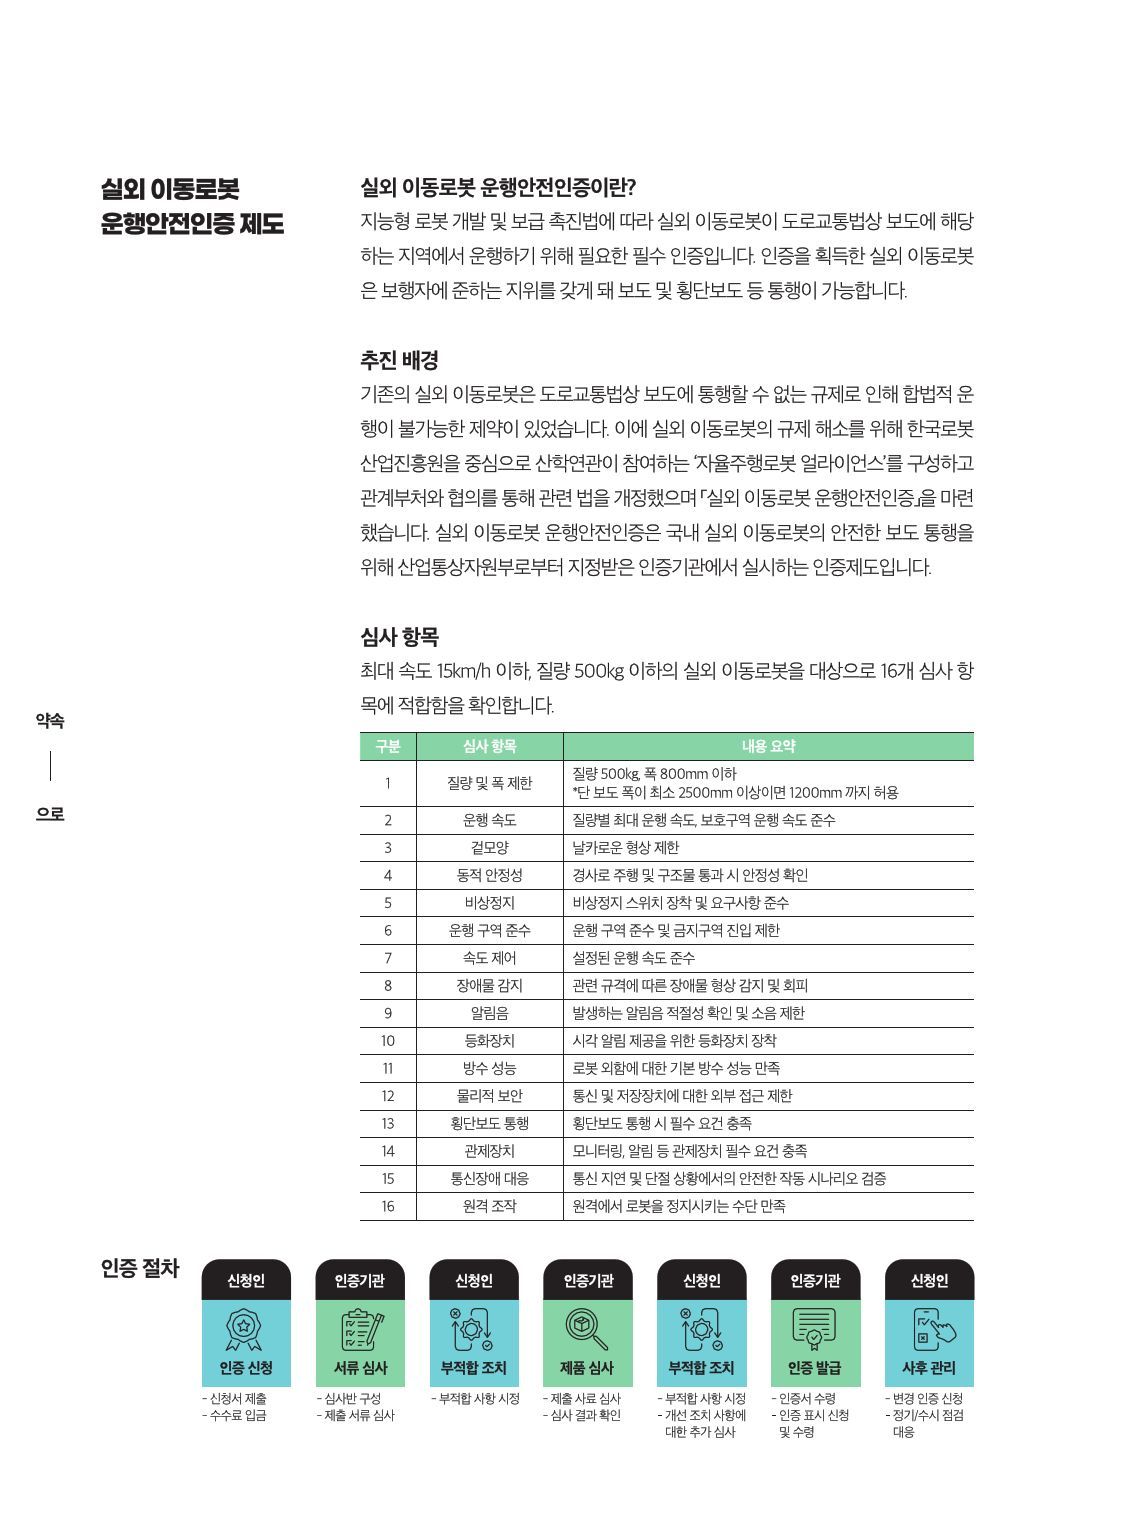 실외 이동로봇
운행안전인증 제도
실외 이동로봇 운행안전인증이란?
지능형 로봇 개발 및 보급 촉진법에 따라 실외 이동로봇이 도로교통법상 보도에 해당
하는 지역에서 운행하기 위해 필요한 필수 인증입니다. 인증을 획득한 실외 이동로봇
은 보행자에 준하는 지위를 갖게 돼 보도 및 횡단보도 등 통행이 가능합니다.
추진 배경
기존의 실외 이동로봇은 도로교통법상 보도에 통행할 수 없는 규제로 인해 합법적 운
행이 불가능한 제약이 있었습니다. 이에 실외 이동로봇의 규제 해소를 위해 한국로봇
산업진흥원을 중심으로 산학연관이 참여하는 ‘자율주행로봇 얼라이언스’를 구성하고
관계부처와 협의를 통해 관련 법을 개정했으며 「실외 이동로봇 운행안전인증」을 마련
했습니다. 실외 이동로봇 운행안전인증은 국내 실외 이동로봇의 안전한 보도 통행을
위해 산업통상자원부로부터 지정받은 인증기관에서 실시하는 인증제도입니다.
심사 항목
최대 속도 15km/h 이하, 질량 500kg 이하의 실외 이동로봇을 대상으로 16개 심사 항
목에 적합함을 확인합니다.
약속
으로
구분 심사 항목 내용 요약
1 질량 및 폭 제한 질량 500kg, 폭 800mm 이하
*단 보도 폭이 최소 2500mm 이상이면 1200mm 까지 허용
2 운행 속도 질량별 최대 운행 속도, 보호구역 운행 속도 준수
3 겉모양 날카로운 형상 제한
4 동적 안정성 경사로 주행 및 구조물 통과 시 안정성 확인
5 비상정지 비상정지 스위치 장착 및 요구사항 준수
6 운행 구역 준수 운행 구역 준수 및 금지구역 진입 제한
7 속도 제어 설정된 운행 속도 준수
8 장애물 감지 관련 규격에 따른 장애물 형상 감지 및 회피
9 알림음 발생하는 알림음 적절성 확인 및 소음 제한
10 등화장치 시각 알림 제공을 위한 등화장치 장착
11 방수 성능 로봇 외함에 대한 기본 방수 성능 만족
12 물리적 보안 통신 및 저장장치에 대한 외부 접근 제한
13 횡단보도 통행 횡단보도 통행 시 필수 요건 충족
14 관제장치 모니터링, 알림 등 관제장치 필수 요건 충족
15 통신장애 대응 통신 지연 및 단절 상황에서의 안전한 작동 시나리오 검증
16 원격 조작 원격에서 로봇을 정지시키는 수단 만족
인증 절차
신청인
인증 신청
- 신청서 제출
- 수수료 입금
인증기관
서류 심사
- 심사반 구성
- 제출 서류 심사
신청인
부적합 조치
- 부적합 사항 시정
인증기관
제품 심사
- 제출 사료 심사
- 심사 결과 확인
신청인
부적합 조치
- 부적합 사항 시정
- 개선 조치 사항에
대한 추가 심사
인증기관
인증 발급
- 인증서 수령
- 인증 표시 신청
및 수령
신청인
사후 관리
- 변경 인증 신청
- 정기/수시 점검
대응